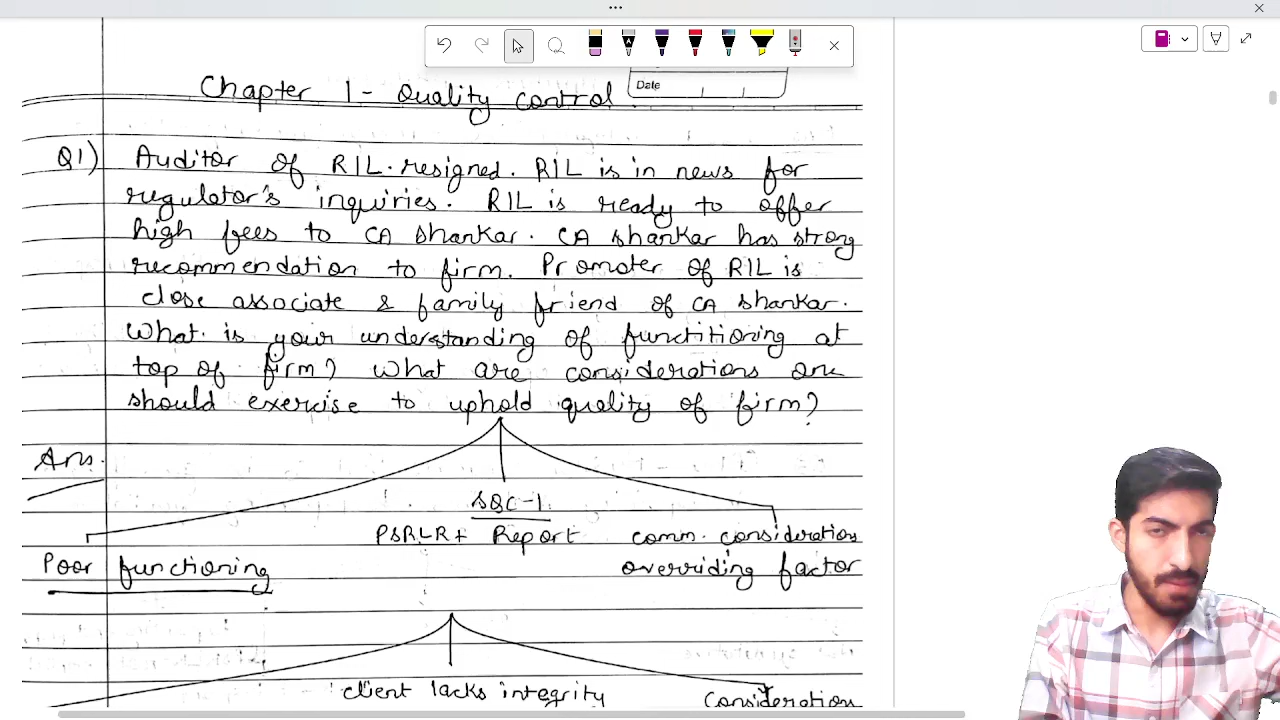 Date
Chapter 1 - Quality control
Q1) Auditor of RIL resigned. RIL is in news for
regulator's inquiries. RIL is ready to offer
high fees to CA Shankar. CA Shankar has strong
recommendation to firm. Promoter of RIL is
close associate & family friend of CA Shankar.
What is your understanding of functitioning at
top of firm? What are considerations one
should exercise to uphold quality of firm?
Ans.
SQC-1
PSRLR+ Report comm. consideration
Poor functioning overriding factor
client lacks integrity Consideration